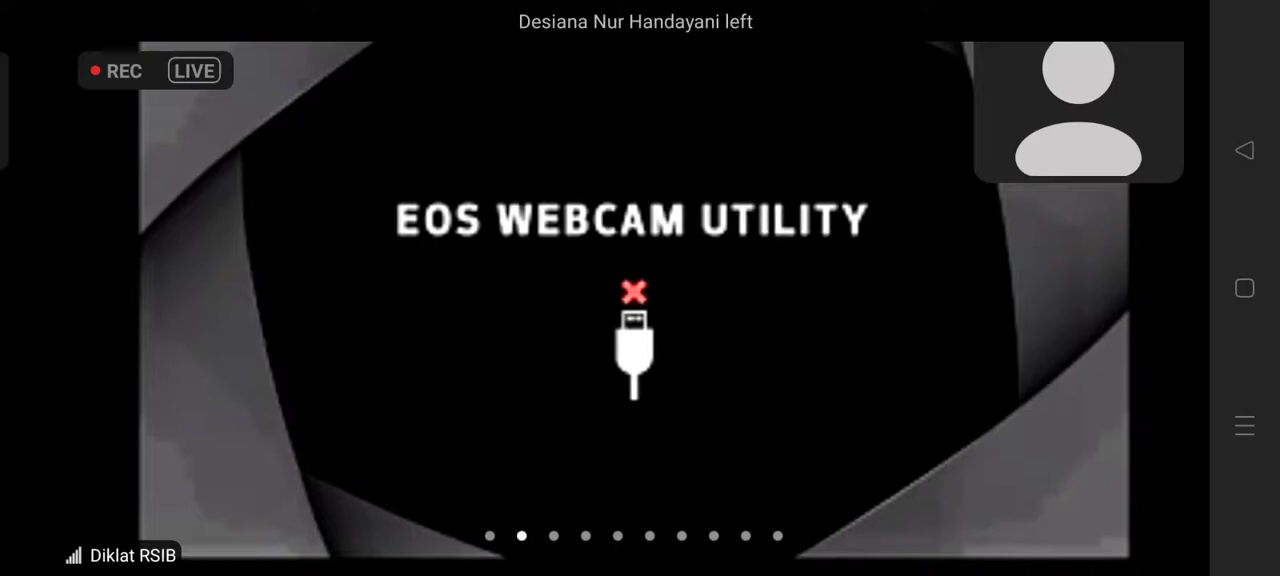 Desiana Nur Handayani left
REC LIVE
EOS WEBCAM UTILITY
Diklat RSIB